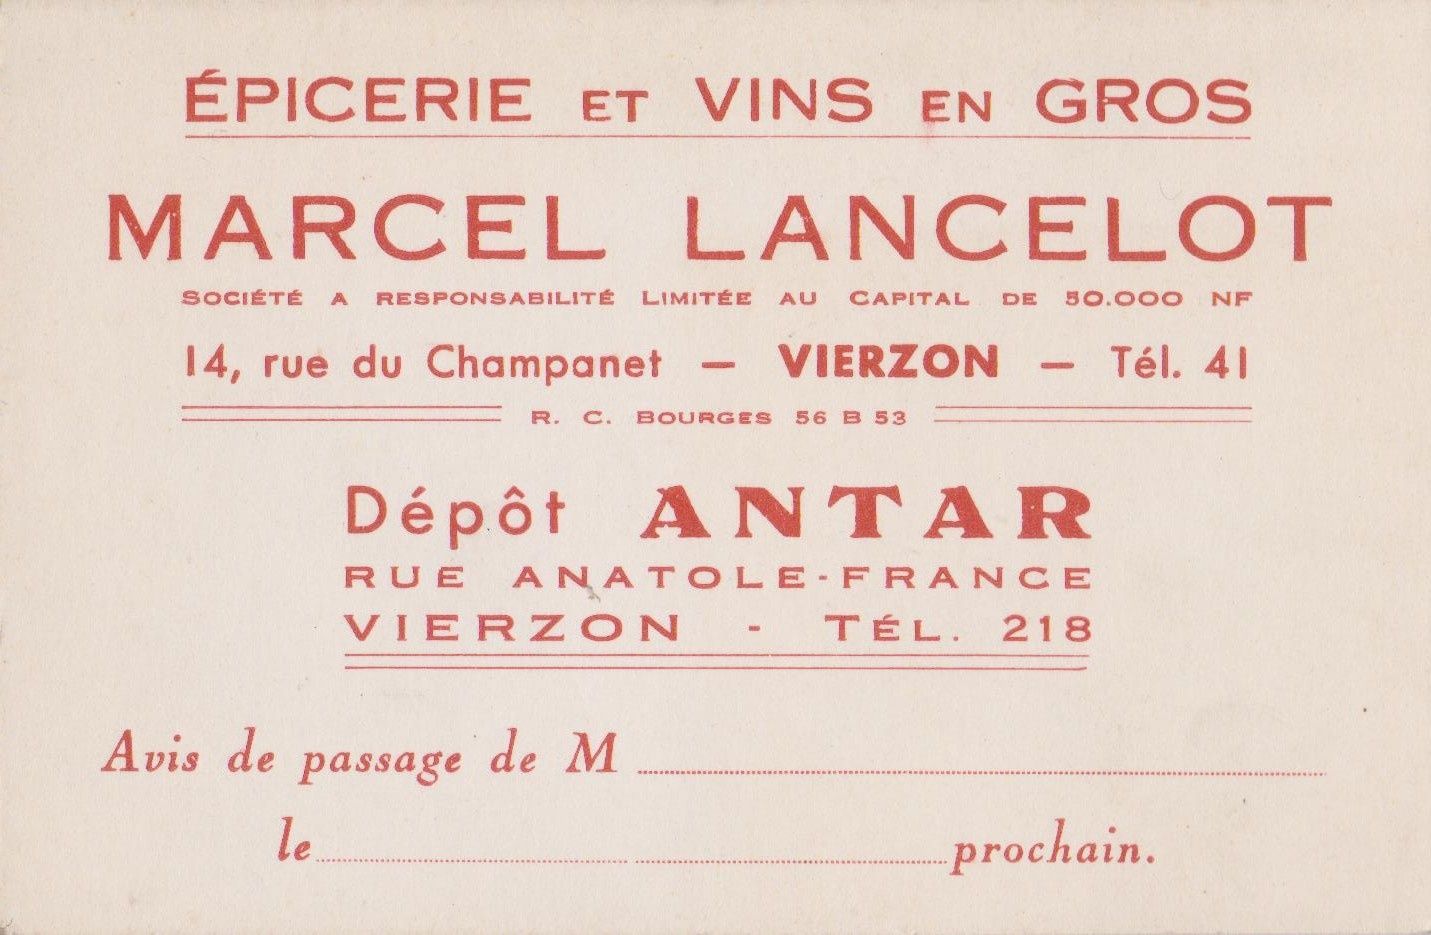 ÉPICERIE ET VINS EN GROS
MARCEL LANCELOT
SOCIÉTÉ A RESPONSABILITÉ LIMITÉE AU CAPITAL DE 50.000 NF
14, rue du Champanet — VIERZON — Tél. 41
R. C. BOURGES 56 B 53
Dépôt ANTAR
RUE ANATOLE-FRANCE
VIERZON - TÉL. 218
Avis de passage de M
le prochain.